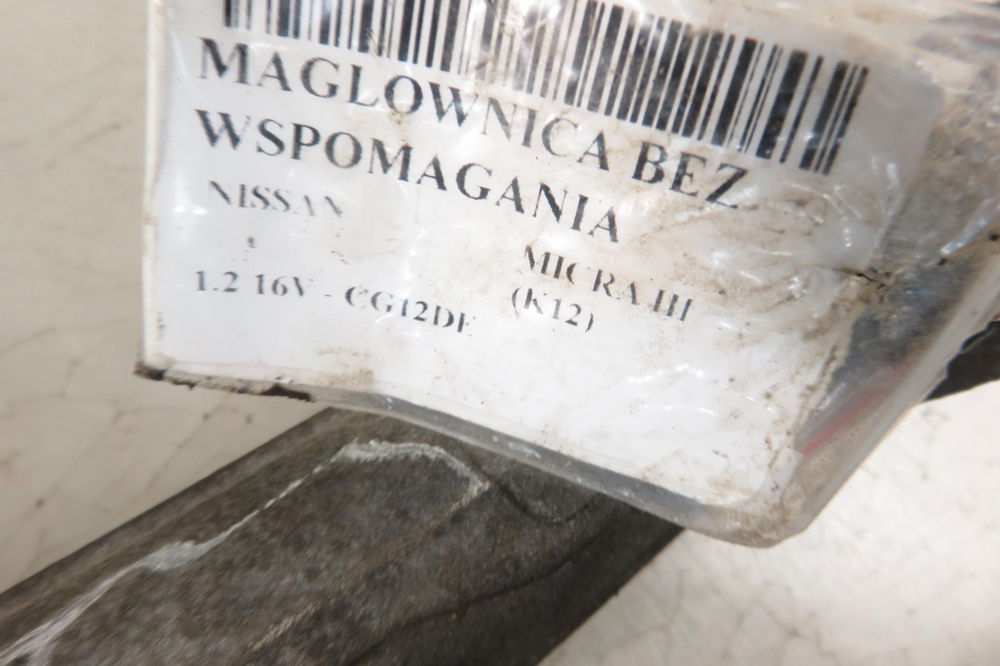 MAGLOWNICA BEZ
WSPOMAGANIA
NISSAN
MICRA III
1.2 16V - CG12DE
(K12)